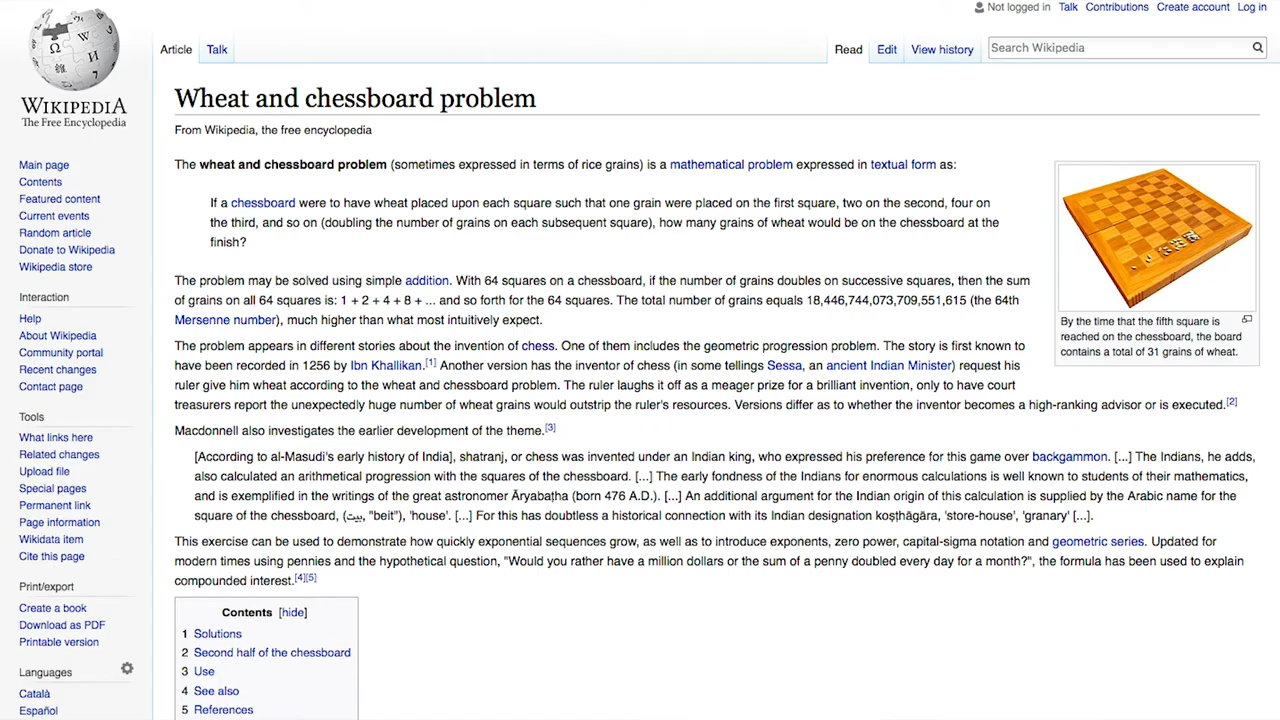 Not logged in Talk Contributions Create account Log in
Article Talk Read Edit View history Search Wikipedia
WIKIPEDIA
The Free Encyclopedia
Main page
Contents
Featured content
Current events
Random article
Donate to Wikipedia
Wikipedia store
Interaction
Help
About Wikipedia
Community portal
Recent changes
Contact page
Tools
What links here
Related changes
Upload file
Special pages
Permanent link
Page information
Wikidata item
Cite this page
Print/export
Create a book
Download as PDF
Printable version
Languages
Català
Español
Wheat and chessboard problem
From Wikipedia, the free encyclopedia
The wheat and chessboard problem (sometimes expressed in terms of rice grains) is a mathematical problem expressed in textual form as:
If a chessboard were to have wheat placed upon each square such that one grain were placed on the first square, two on the second, four on
the third, and so on (doubling the number of grains on each subsequent square), how many grains of wheat would be on the chessboard at the
finish?
The problem may be solved using simple addition. With 64 squares on a chessboard, if the number of grains doubles on successive squares, then the sum
of grains on all 64 squares is: 1 + 2 + 4 + 8 + ... and so forth for the 64 squares. The total number of grains equals 18,446,744,073,709,551,615 (the 64th
Mersenne number), much higher than what most intuitively expect.
By the time that the fifth square is
reached on the chessboard, the board
contains a total of 31 grains of wheat.
The problem appears in different stories about the invention of chess. One of them includes the geometric progression problem. The story is first known to
have been recorded in 1256 by Ibn Khallikan.[1] Another version has the inventor of chess (in some tellings Sessa, an ancient Indian Minister) request his
ruler give him wheat according to the wheat and chessboard problem. The ruler laughs it off as a meager prize for a brilliant invention, only to have court
treasurers report the unexpectedly huge number of wheat grains would outstrip the ruler's resources. Versions differ as to whether the inventor becomes a high-ranking advisor or is executed.[2]
Macdonnell also investigates the earlier development of the theme.[3]
[According to al-Masudi's early history of India], shatranj, or chess was invented under an Indian king, who expressed his preference for this game over backgammon. [...] The Indians, he adds,
also calculated an arithmetical progression with the squares of the chessboard. [...] The early fondness of the Indians for enormous calculations is well known to students of their mathematics,
and is exemplified in the writings of the great astronomer Āryabaṭha (born 476 A.D.). [...] An additional argument for the Indian origin of this calculation is supplied by the Arabic name for the
square of the chessboard, (بيت, "beit"), 'house'. [...] For this has doubtless a historical connection with its Indian designation koṣṭhāgāra, 'store-house', 'granary' [...].
This exercise can be used to demonstrate how quickly exponential sequences grow, as well as to introduce exponents, zero power, capital-sigma notation and geometric series. Updated for
modern times using pennies and the hypothetical question, "Would you rather have a million dollars or the sum of a penny doubled every day for a month?", the formula has been used to explain
compounded interest.[4][5]
Contents [hide]
1 Solutions
2 Second half of the chessboard
3 Use
4 See also
5 References